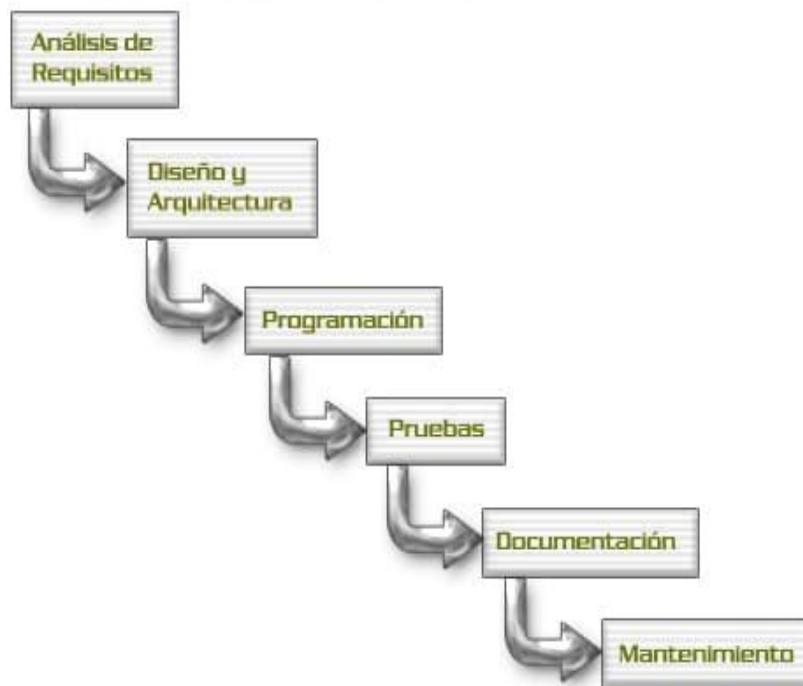 Análisis de
Requisitos
Diseño y
Arquitectura
Programación
Pruebas
Documentación
Mantenimiento